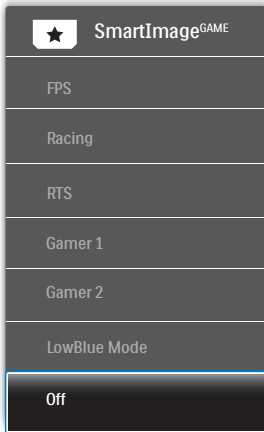 SmartImageGAME
FPS
Racing
RTS
Gamer 1
Gamer 2
LowBlue Mode
Off